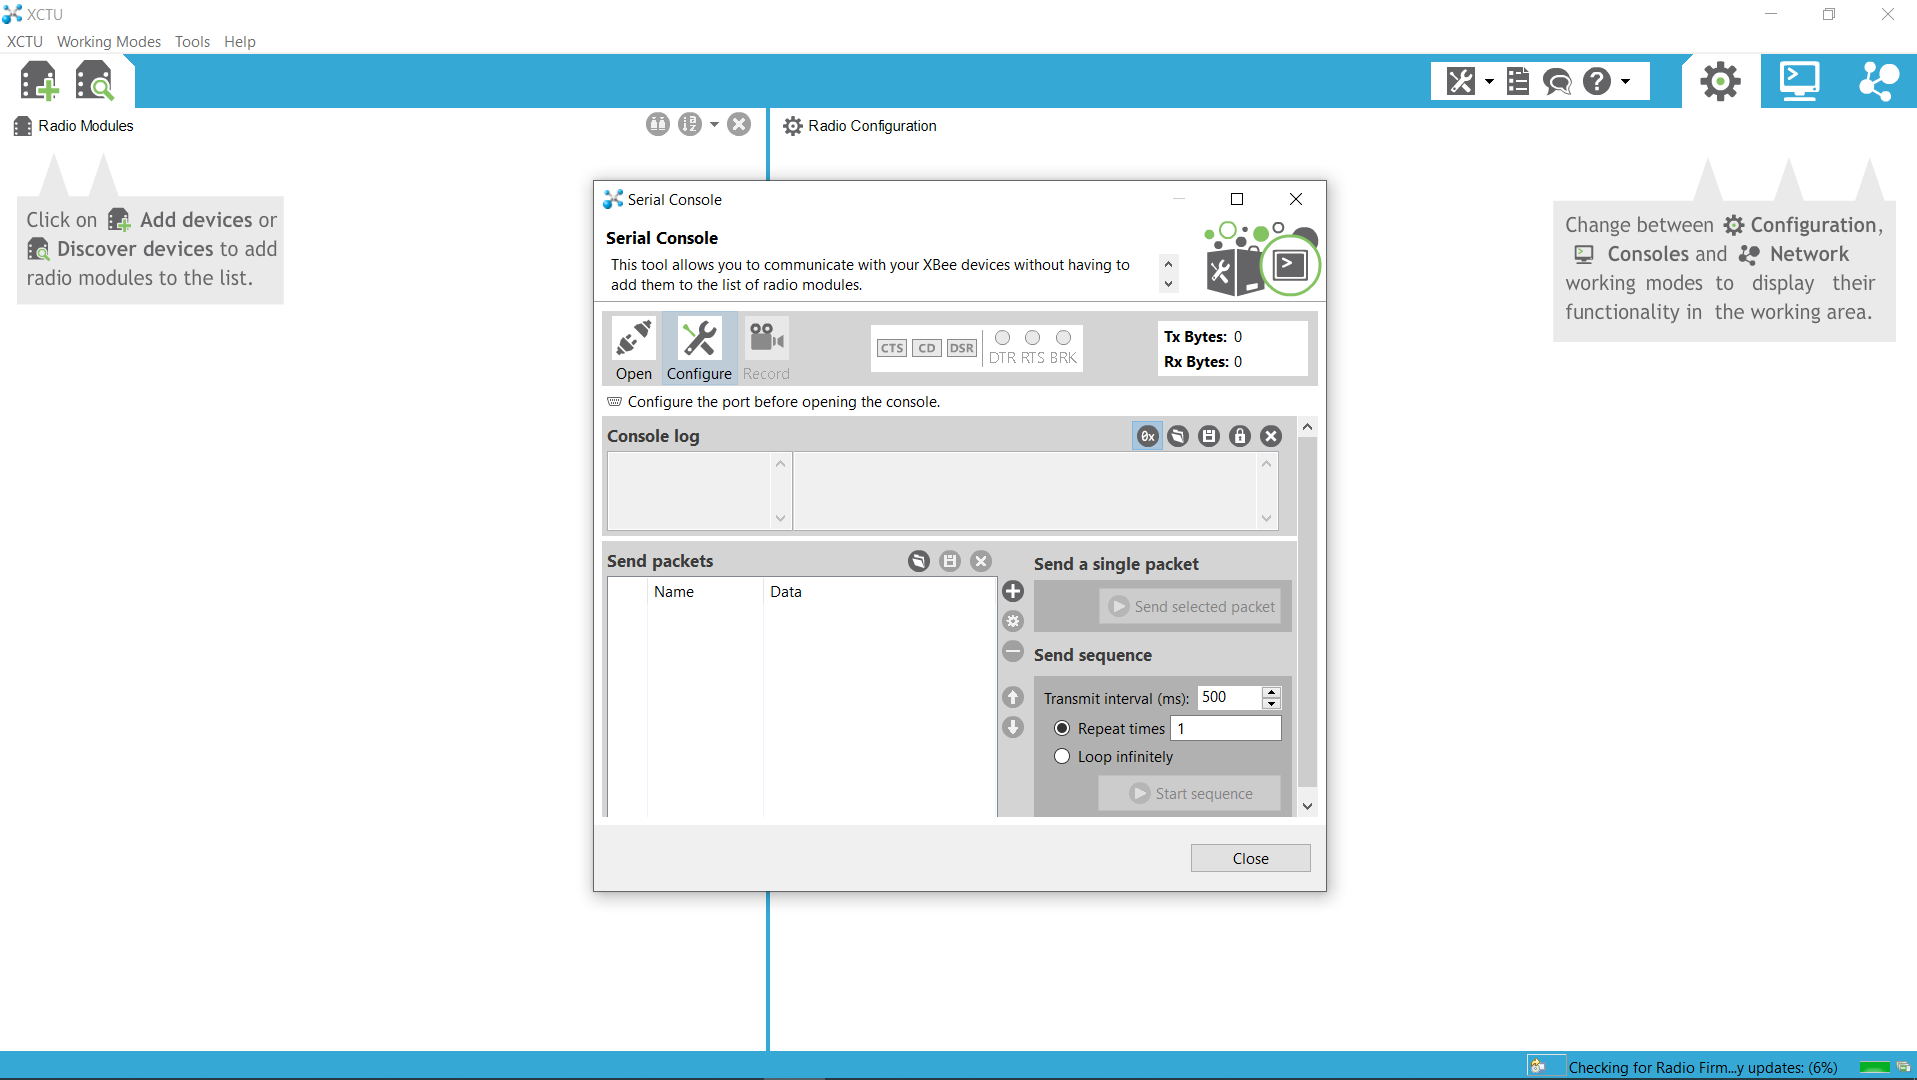 XCTU
XCTU Working Modes Tools Help
Radio Modules
Radio Configuration
Click on Add devices or
Discover devices to add
radio modules to the list.
Change between Configuration,
Consoles and Network
working modes to display their
functionality in the working area.
Serial Console
Serial Console
This tool allows you to communicate with your XBee devices without having to
add them to the list of radio modules.
Open Configure Record
CTS CD DSR DTR RTS BRK
Tx Bytes: 0
Rx Bytes: 0
Configure the port before opening the console.
Console log
0x
Send packets
Name Data
Send a single packet
Send selected packet
Send sequence
Transmit interval (ms): 500
Repeat times 1
Loop infinitely
Start sequence
Close
Checking for Radio Firm...y updates: (6%)